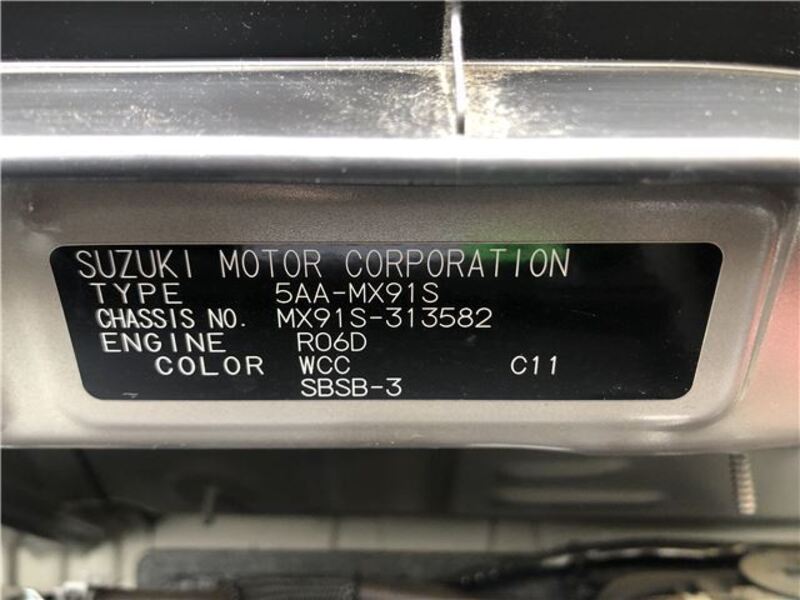 SUZUKI MOTOR CORPORATION
TYPE 5AA-MX91S
CHASSIS NO. MX91S-313582
ENGINE R06D
COLOR WCC C11
SBSB-3